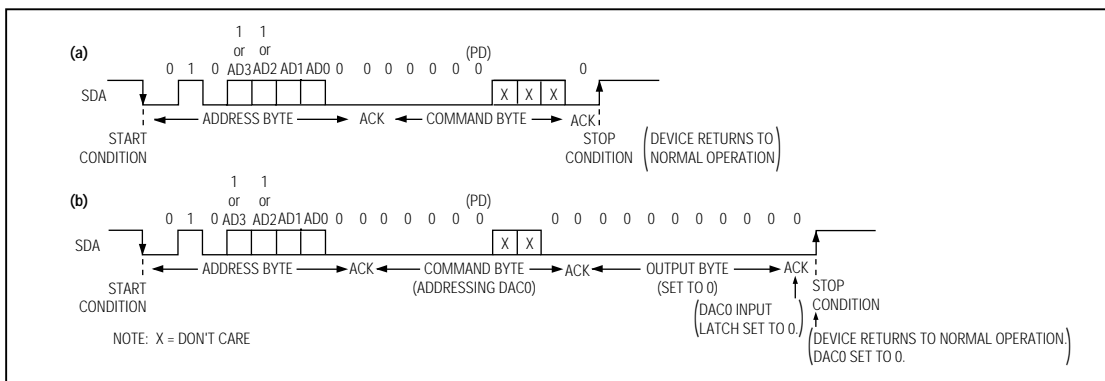 (a)
1 1 (PD)
or or
0 1 0 AD3 AD2 AD1 AD0 0 0 0 0 0 0 0
SDA X X X
ADDRESS BYTE ACK COMMAND BYTE ACK
START CONDITION
STOP CONDITION
(DEVICE RETURNS TO NORMAL OPERATION)
(b)
1 1 (PD)
or or
0 1 0 AD3 AD2 AD1 AD0 0 0 0 0 0 0 0 0 0 0 0 0 0 0 0 0 0
SDA X X
ADDRESS BYTE ACK COMMAND BYTE ACK OUTPUT BYTE ACK
(ADDRESSING DAC0) (SET TO 0)
START CONDITION
STOP CONDITION
(DAC0 INPUT LATCH SET TO 0.)
(DEVICE RETURNS TO NORMAL OPERATION. DAC0 SET TO 0.)
NOTE: X = DON'T CARE